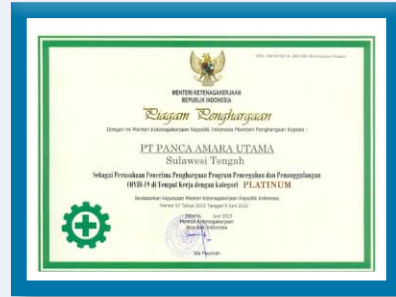 MENTERI KETENAGAKERJAAN
REPUBLIK INDONESIA
Piagam Penghargaan
Dengan ini Menteri Ketenagakerjaan Republik Indonesia Memberi Penghargaan Kepada :
PT PANCA AMARA UTAMA
Sulawesi Tengah
Sebagai Perusahaan Penerima Penghargaan Program Pencegahan dan Penanggulangan
COVID-19 di Tempat Kerja dengan Kategori PLATINUM
Berdasarkan Keputusan Menteri Ketenagakerjaan Republik Indonesia
Jakarta, Juni 2023
Menteri Ketenagakerjaan
Republik Indonesia
Ida Fauziyah